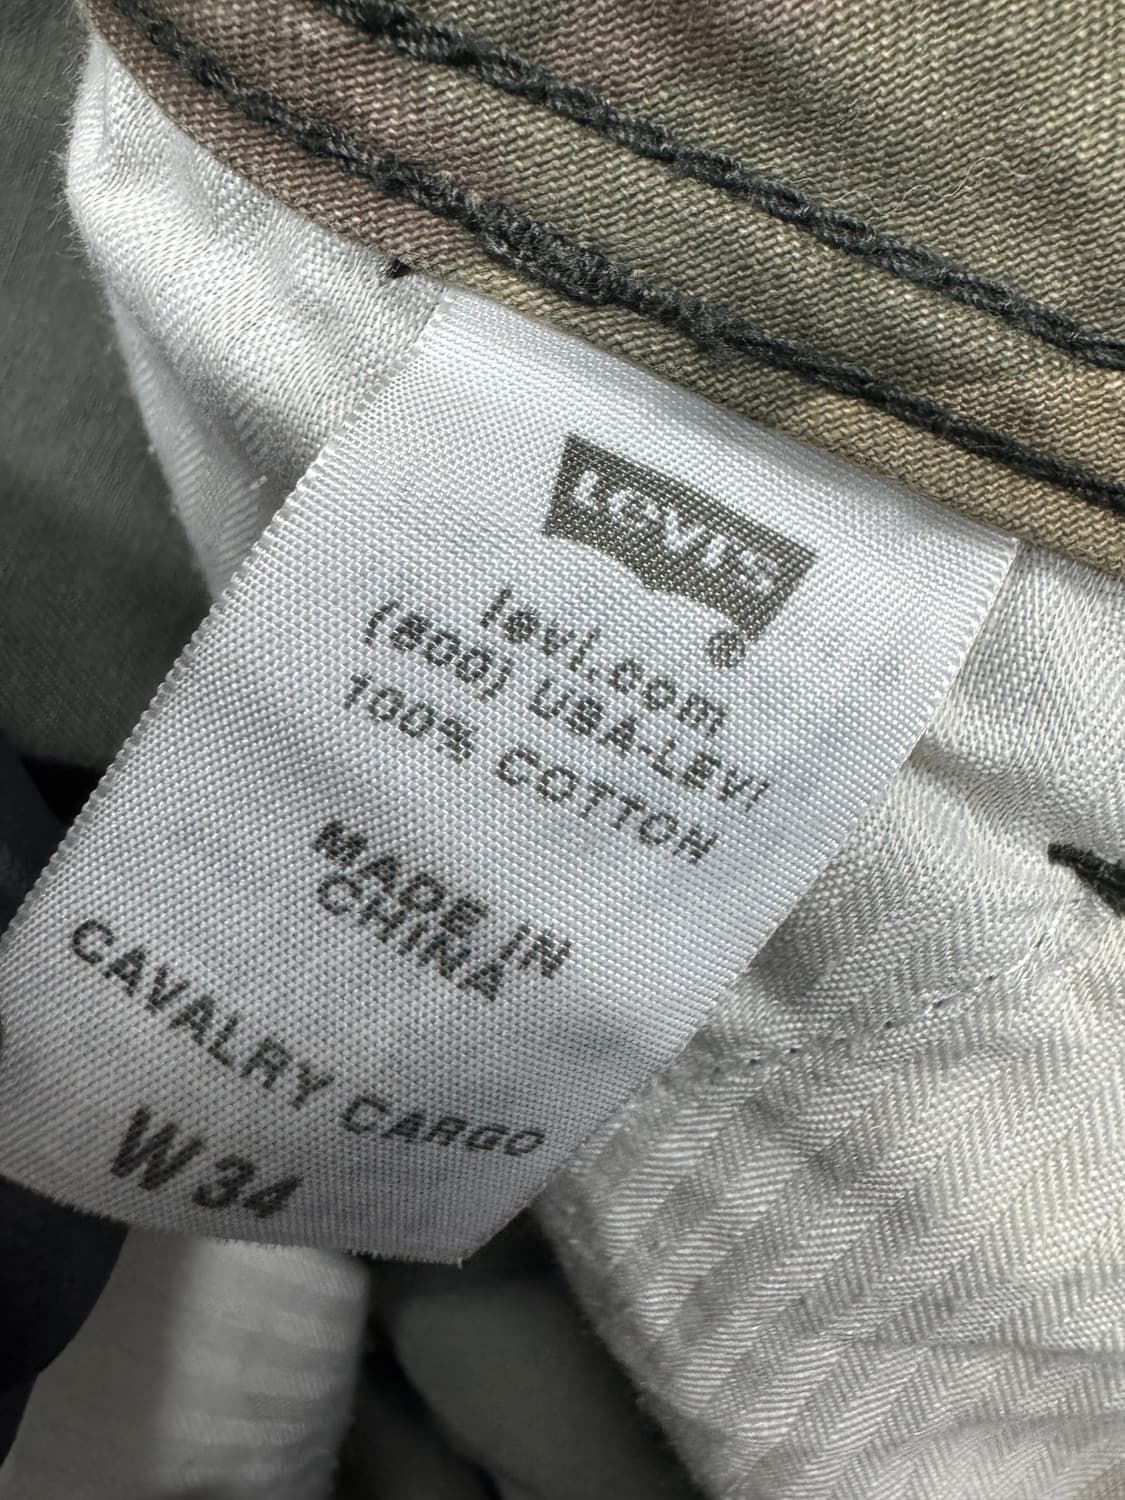 LEVI'S
®
levi.com
(800) USA-LEVI
100% COTTON
MADE IN
CHINA
CAVALRY CARGO
W 34